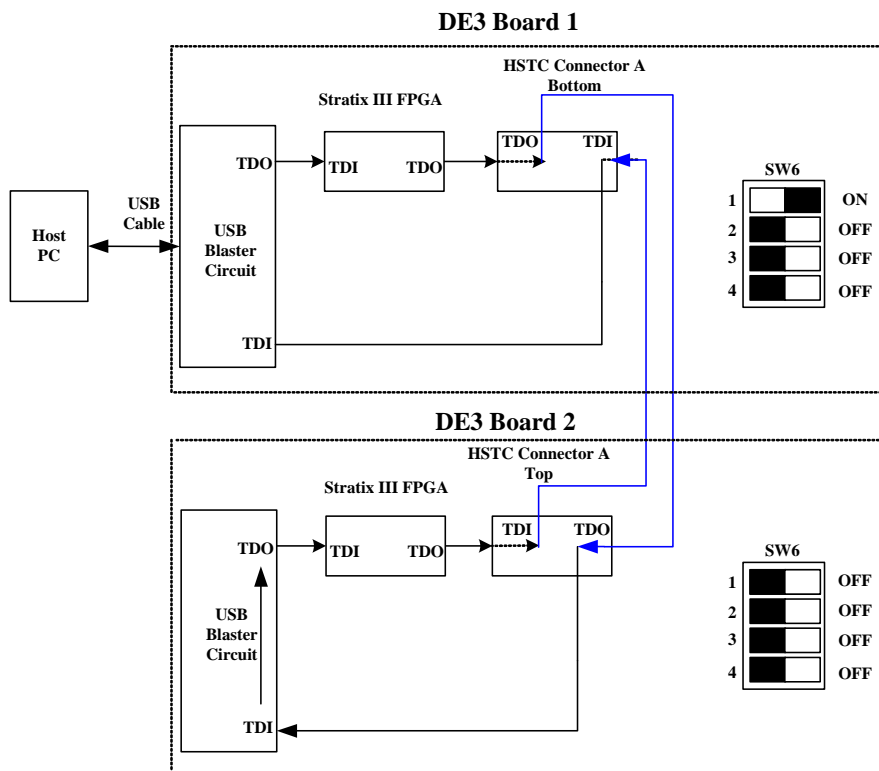 DE3 Board 1
HSTC Connector A
Bottom
Stratix III FPGA
TDO
TDI
TDO
TDO
TDI
SW6
1
ON
2
OFF
3
OFF
4
OFF
USB
Cable
Host
PC
USB
Blaster
Circuit
TDI
DE3 Board 2
HSTC Connector A
Top
Stratix III FPGA
TDO
TDI
TDO
TDI
TDO
SW6
1
OFF
2
OFF
3
OFF
4
OFF
USB
Blaster
Circuit
TDI